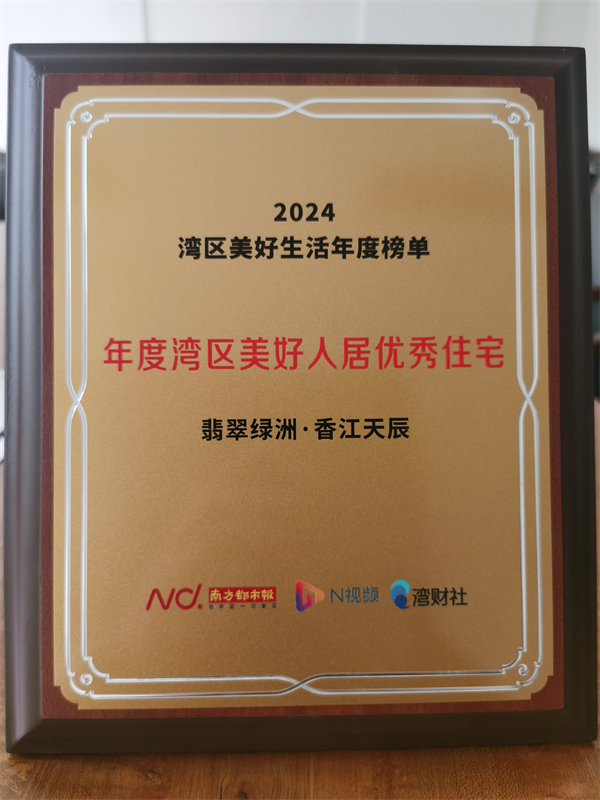 2024
湾区美好生活年度榜单
年度湾区美好人居优秀住宅
翡翠绿洲·香江天辰
Nd 南方都市报 N视频 湾财社